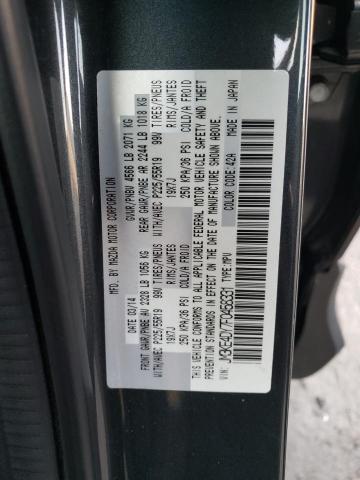 MFD. BY MAZDA MOTOR CORPORATION
DATE: 03/14 GVWR/PNBV 4566 LB 2071 KG
FRONT GAWR/PNBE AV 2328 LB 1056 KG REAR GAWR/PNBE AR 2244 LB 1018 KG
WITH/AVEC P225/55R19 99V TIRES/PNEUS WITH/AVEC P225/55R19 99V TIRES/PNEUS
19X7J RIMS/JANTES 19X7J RIMS/JANTES
250 KPA/36 PSI COLD/A FROID 250 KPA/36 PSI COLD/A FROID
THIS VEHICLE CONFORMS TO ALL APPLICABLE FEDERAL MOTOR VEHICLE SAFETY AND THEFT
PREVENTION STANDARDS IN EFFECT ON THE DATE OF MANUFACTURE SHOWN ABOVE.
TYPE: MPV COLOR CODE: 42A
VIN: MADE IN JAPAN